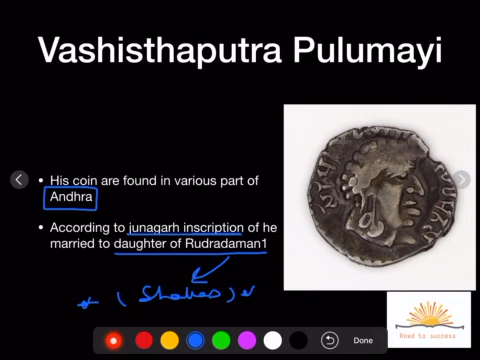 Vashisthaputra Pulumayi
• His coin are found in various part of
Andhra
• According to junagarh inscription of he
married to daughter of Rudradaman1
(Shakas)
Road to success
Done